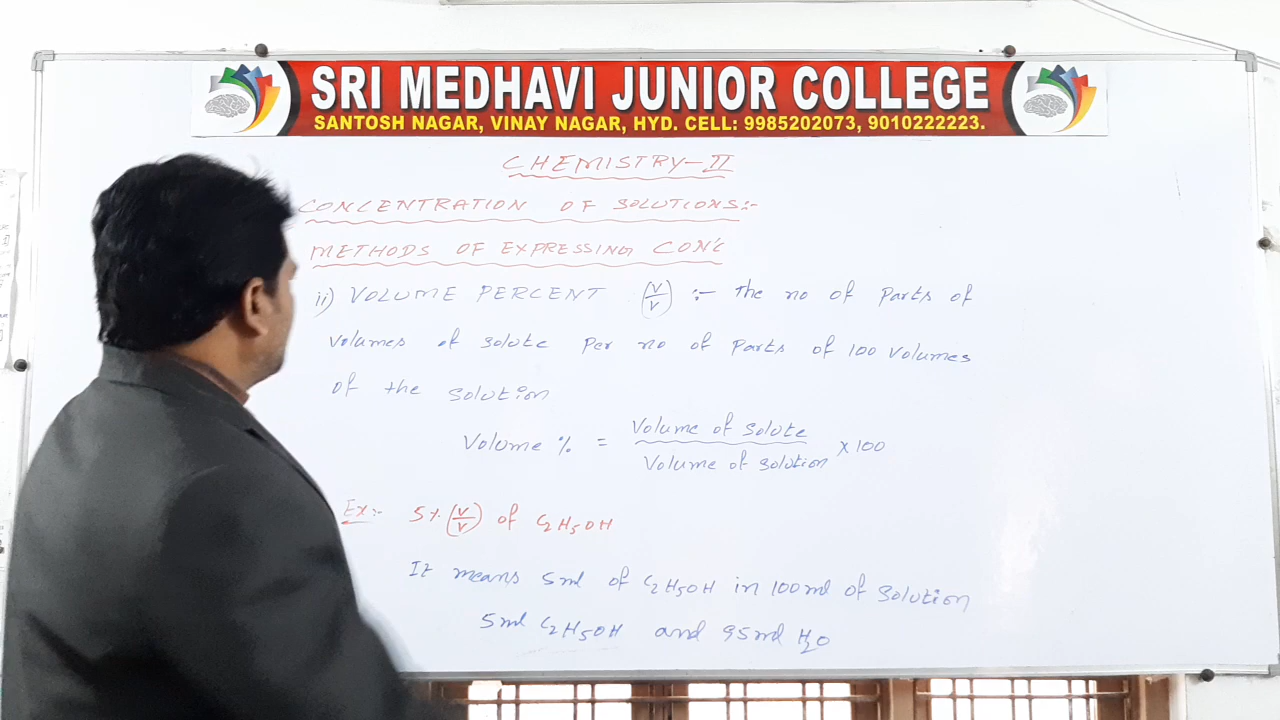 SRI MEDHAVI JUNIOR COLLEGE
SANTOSH NAGAR, VINAY NAGAR, HYD. CELL: 9985202073, 9010222223.
CHEMISTRY-II
CONCENTRATION OF SOLUTIONS:-
METHODS OF EXPRESSING CONC
ii) VOLUME PERCENT (V/V) :- The no of parts of
volumes of solute per no of parts of 100 volumes
of the solution
Volume % = Volume of solute / Volume of solution × 100
Ex:- 5% (V/V) of C2H5OH
It means 5ml of C2H5OH in 100ml of solution
5ml C2H5OH and 95ml H2O